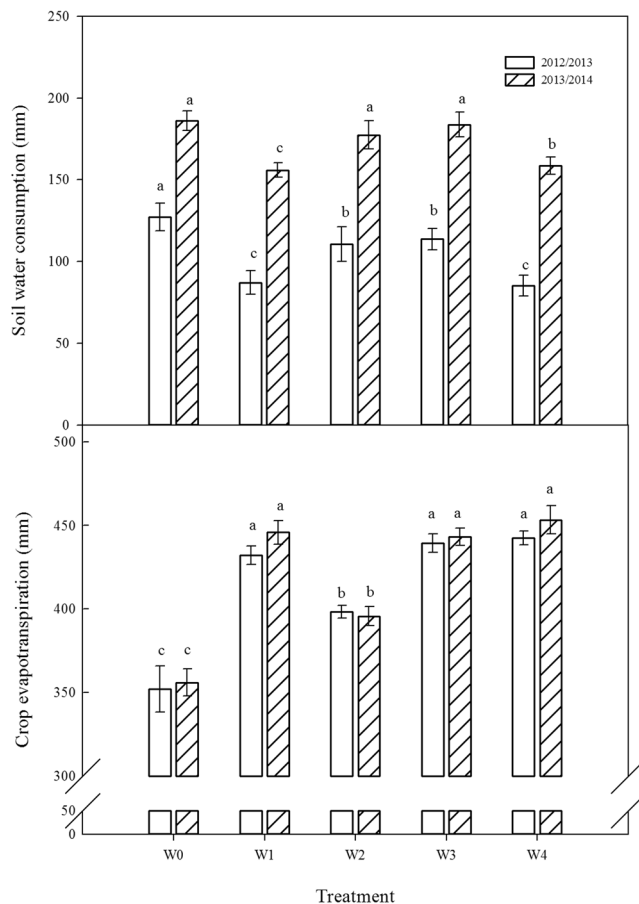 250
200
150
100
50
0
Soil water consumption (mm)
2012/2013
2013/2014
a
a
c
c
b
a
b
a
c
b
500
450
400
350
300
50
0
Crop evapotranspiration (mm)
c
c
a
a
b
b
a
a
a
a
W0
W1
W2
W3
W4
Treatment